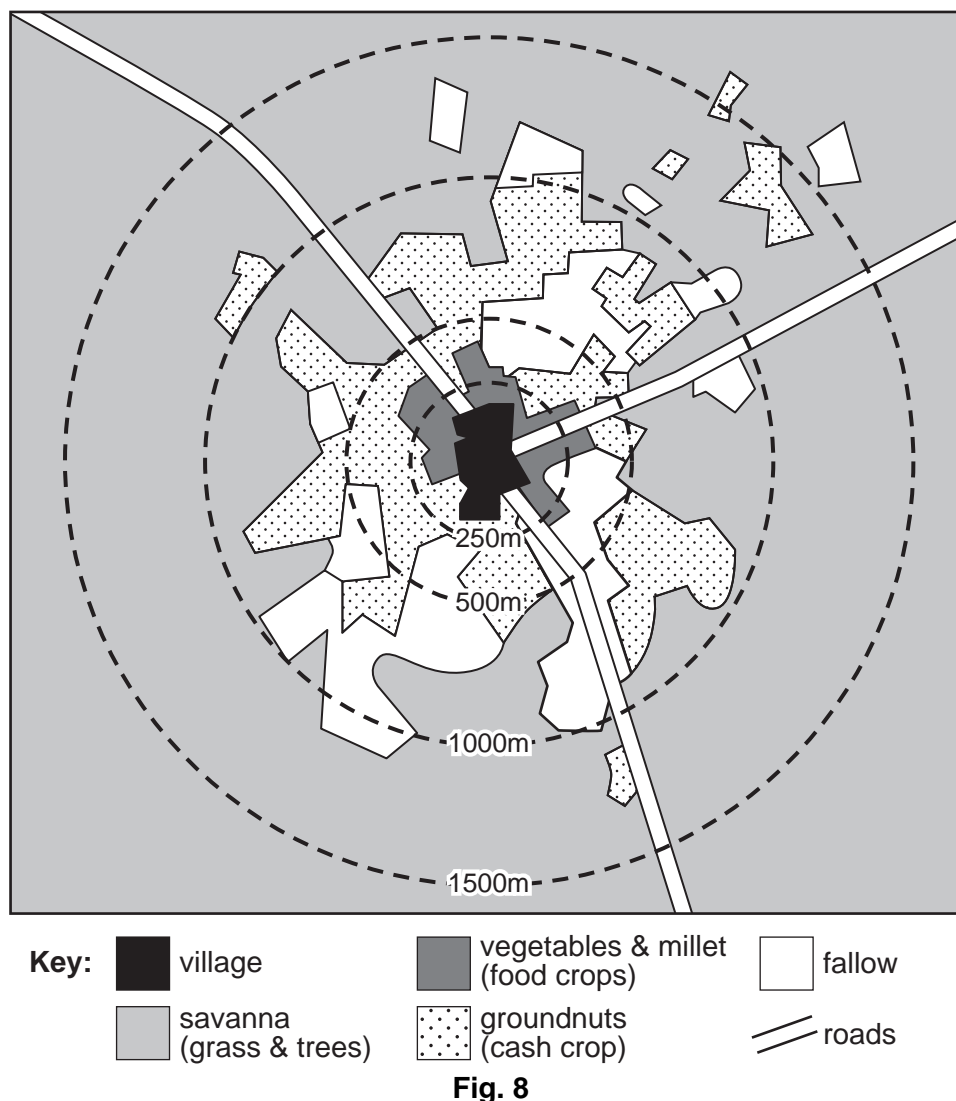 250m
500m
1000m
1500m
Key:
village
vegetables & millet
(food crops)
fallow
savanna
(grass & trees)
groundnuts
(cash crop)
roads
Fig. 8